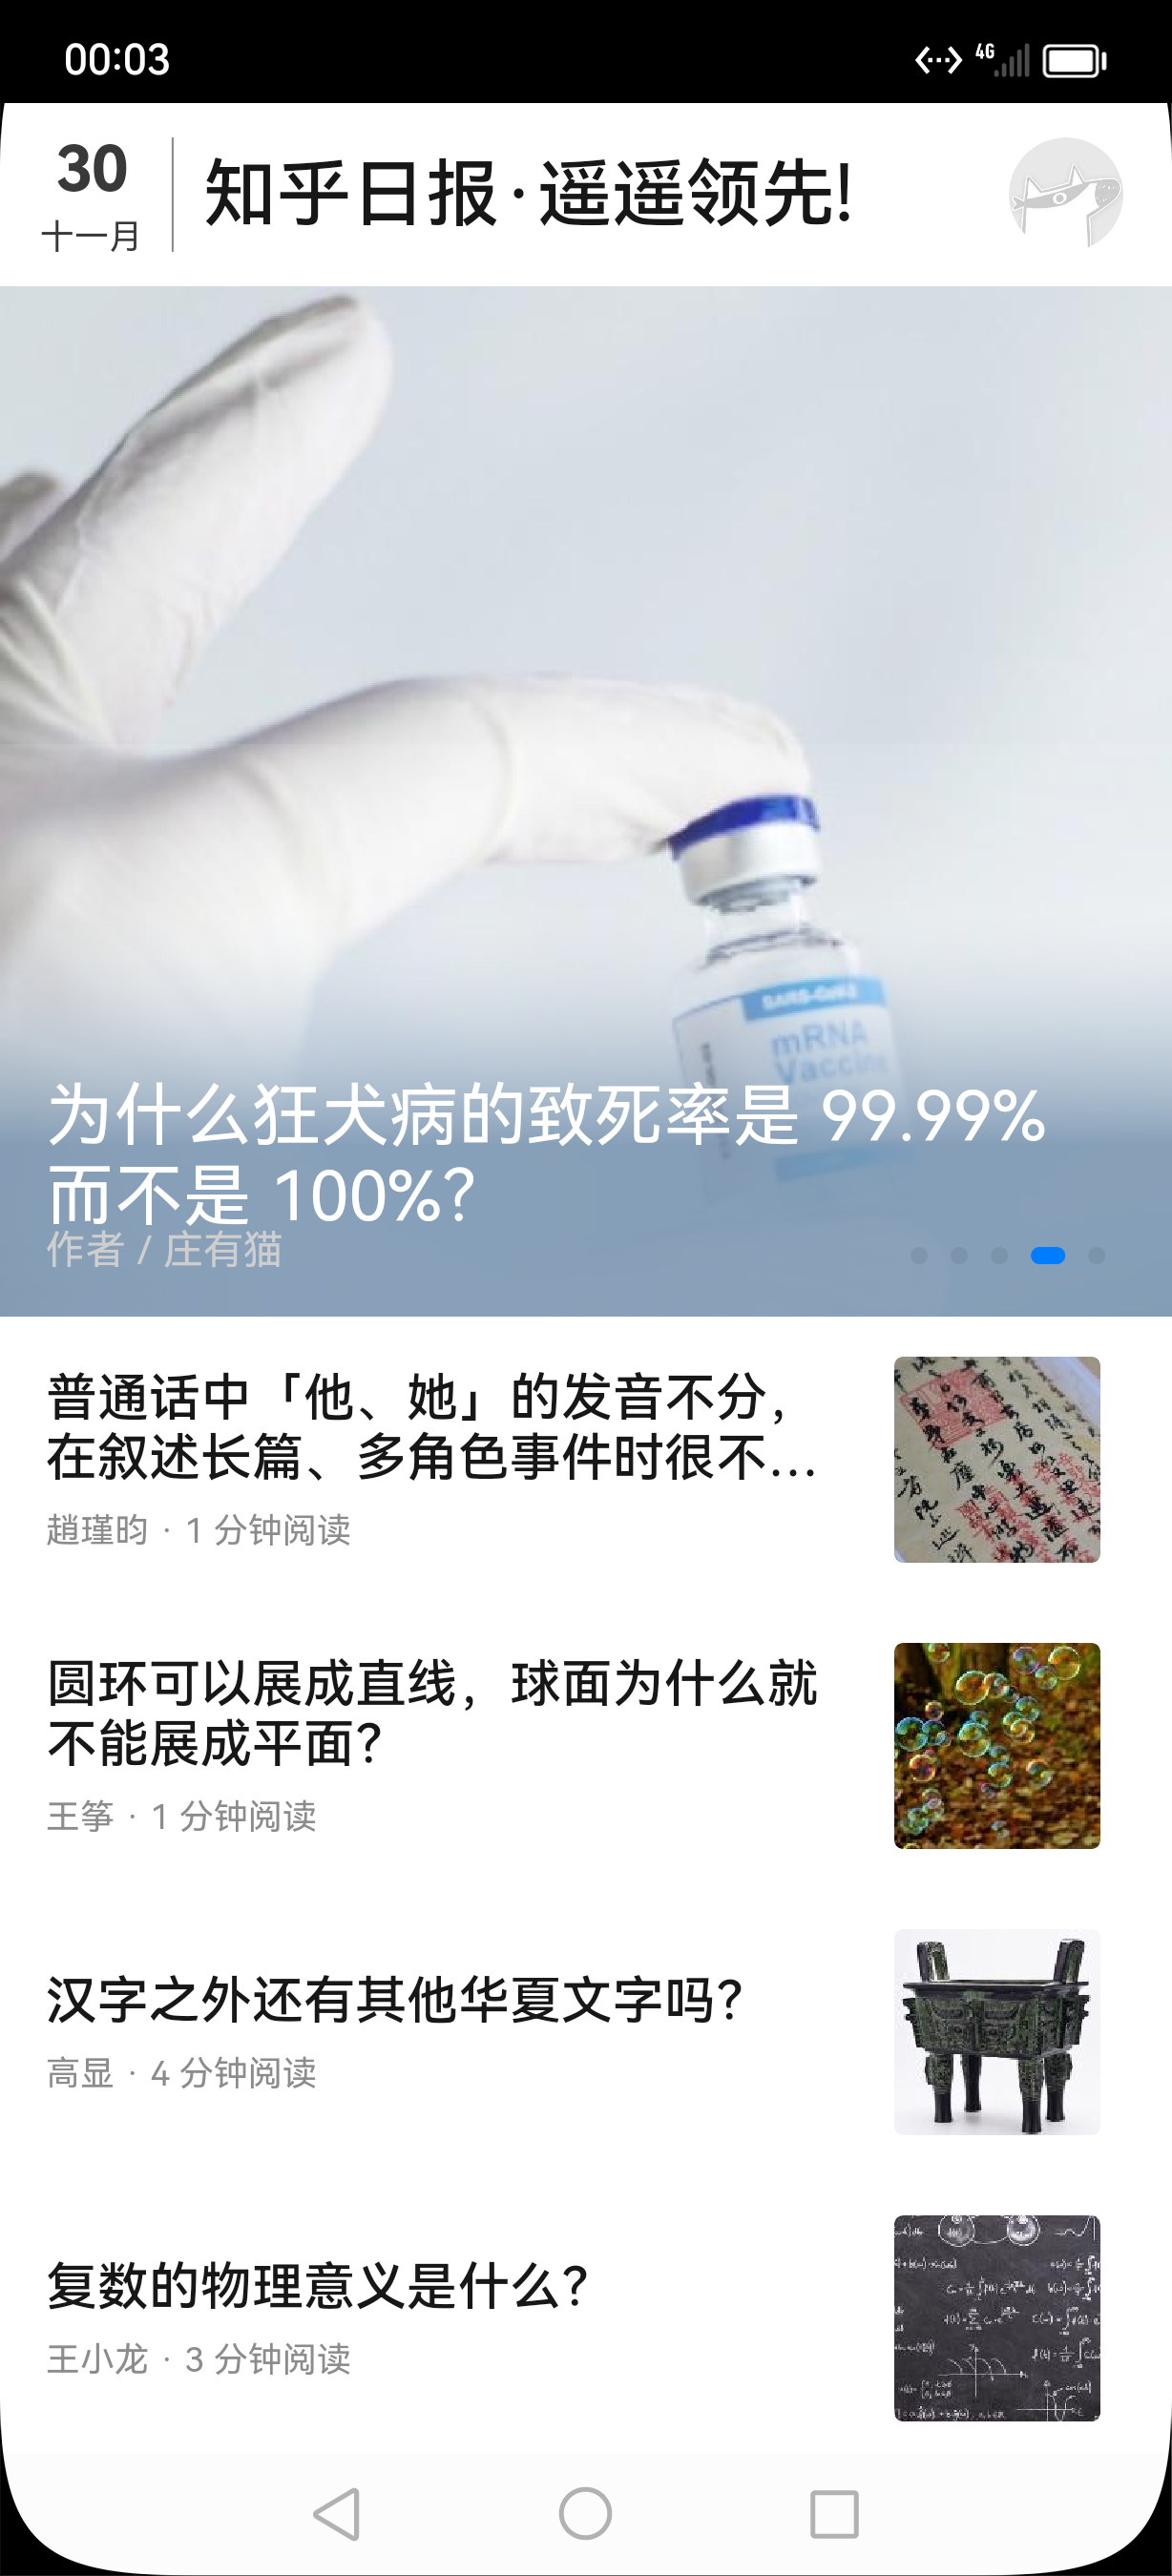 00:03
4G
30
十一月
知乎日报·遥遥领先!
SARS-CoV-2
mRNA
Vaccine
为什么狂犬病的致死率是 99.99%
而不是 100%?
作者 / 庄有猫
普通话中「他、她」的发音不分，
在叙述长篇、多角色事件时很不...
趙瑾昀 · 1 分钟阅读
圆环可以展成直线，球面为什么就
不能展成平面？
王筝 · 1 分钟阅读
汉字之外还有其他华夏文字吗？
高显 · 4 分钟阅读
复数的物理意义是什么？
王小龙 · 3 分钟阅读